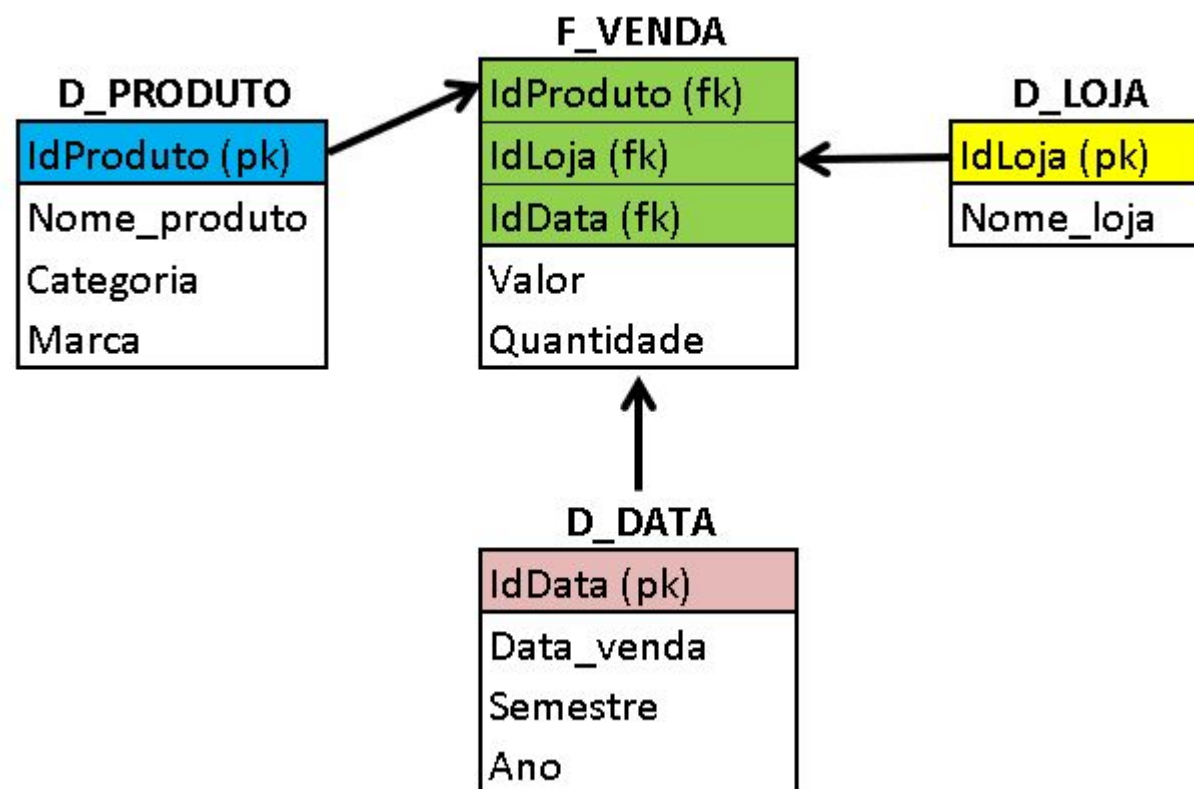 F_VENDA
IdProduto (fk)
IdLoja (fk)
IdData (fk)
Valor
Quantidade
D_PRODUTO
IdProduto (pk)
Nome_produto
Categoria
Marca
D_LOJA
IdLoja (pk)
Nome_loja
D_DATA
IdData (pk)
Data_venda
Semestre
Ano